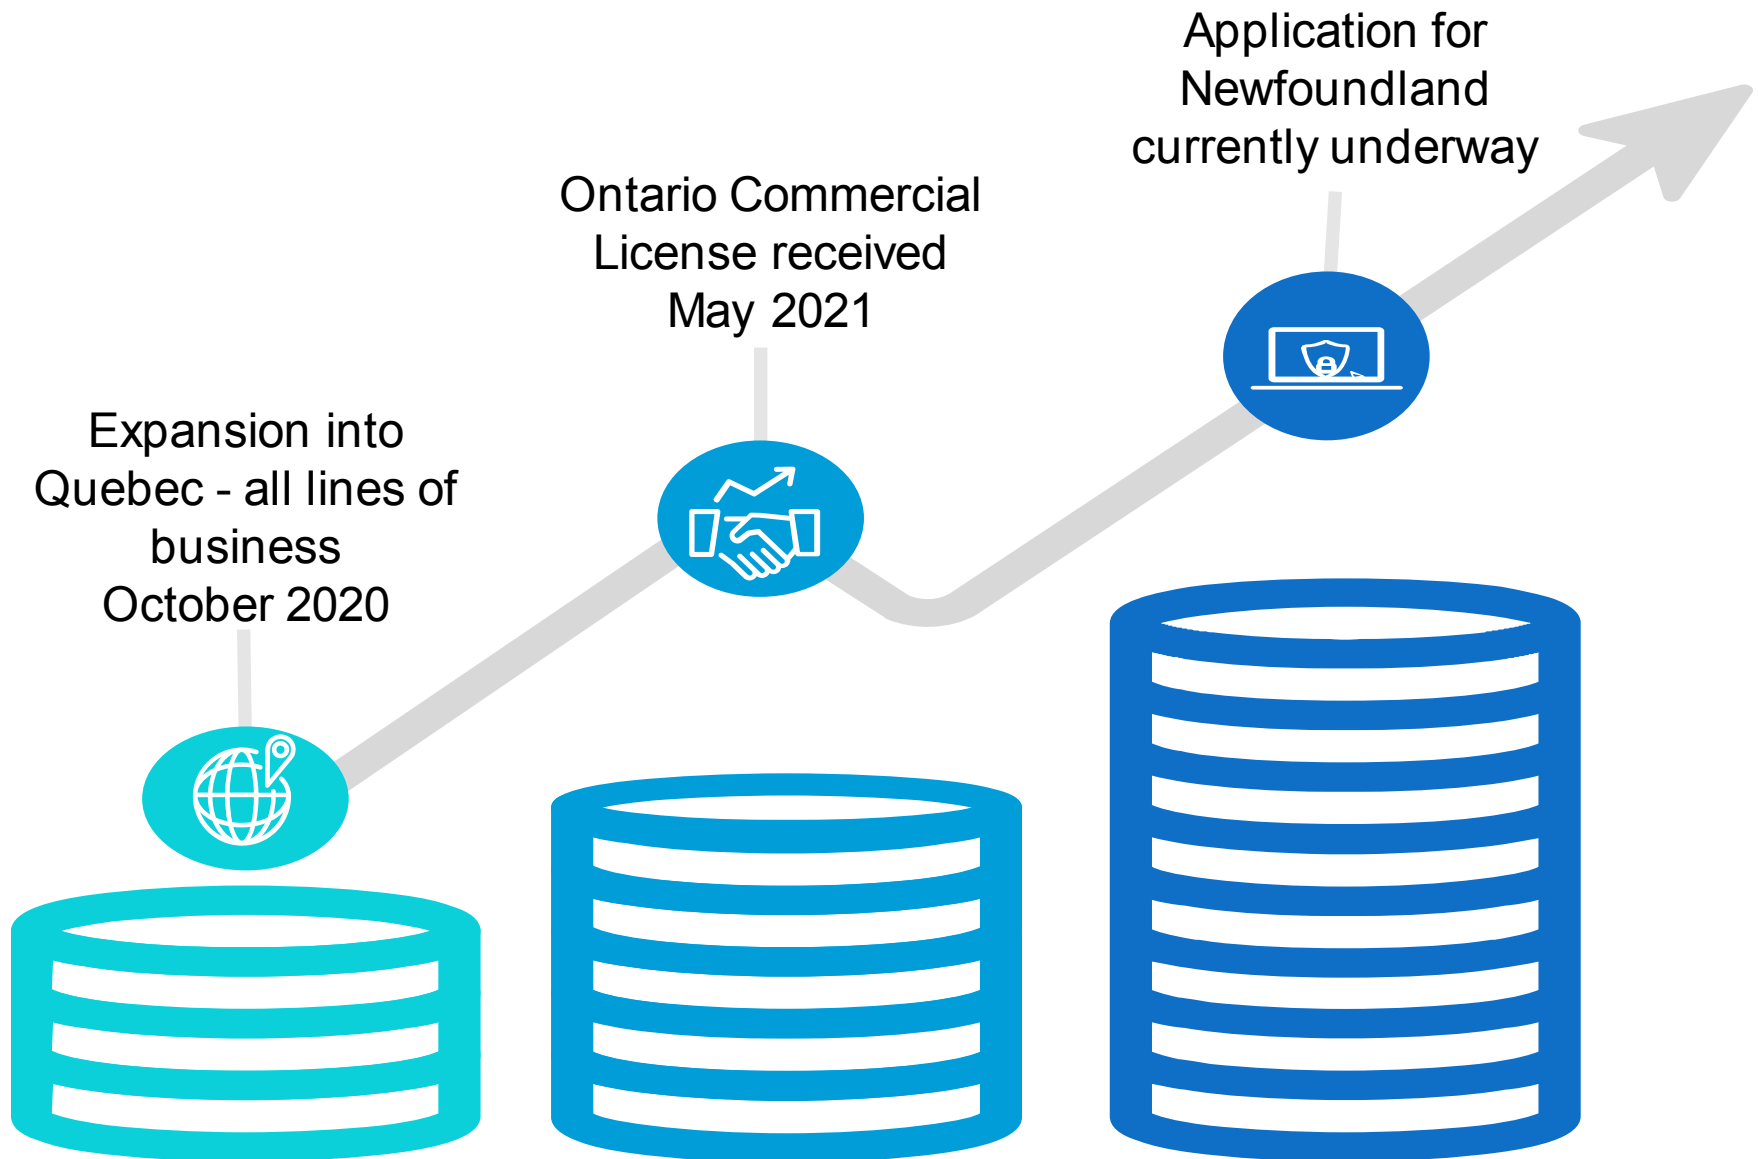 Expansion into
Quebec - all lines of
business
October 2020
Ontario Commercial
License received
May 2021
Application for
Newfoundland
currently underway